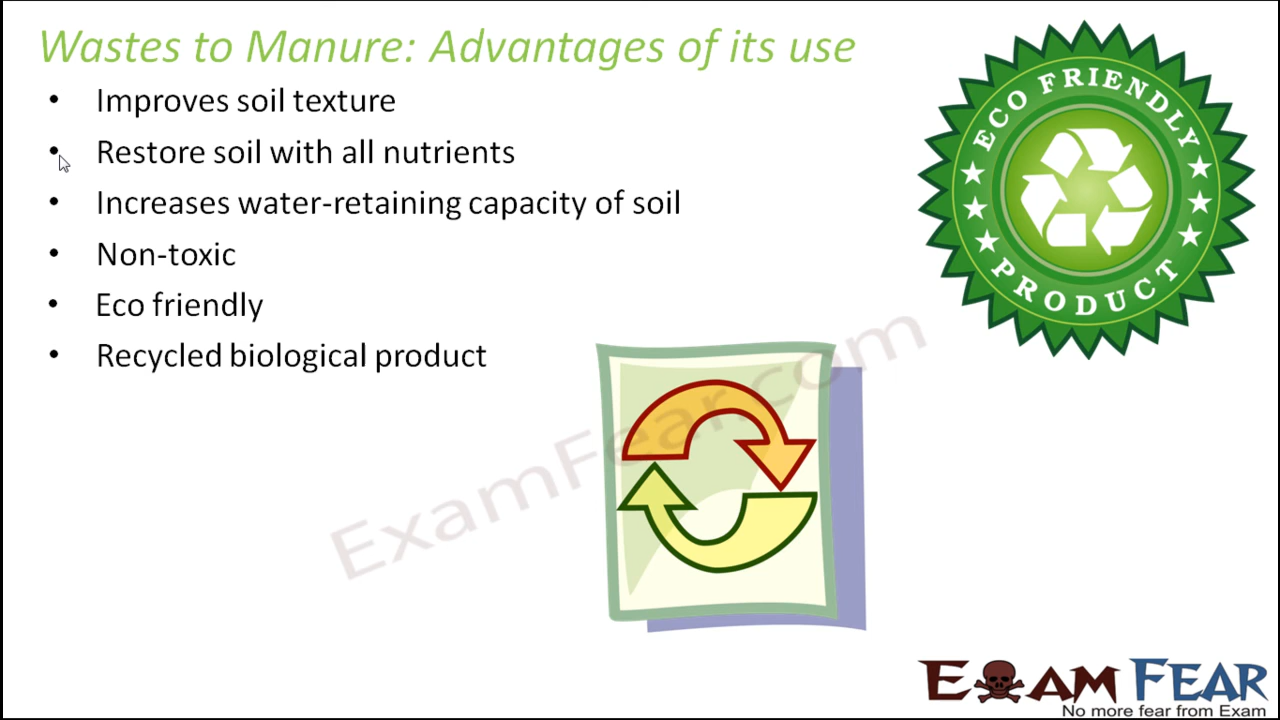 Wastes to Manure: Advantages of its use
• Improves soil texture
• Restore soil with all nutrients
• Increases water-retaining capacity of soil
• Non-toxic
• Eco friendly
• Recycled biological product
ECO FRIENDLY
PRODUCT
ExamFear.com
EXAM FEAR
No more fear from Exam